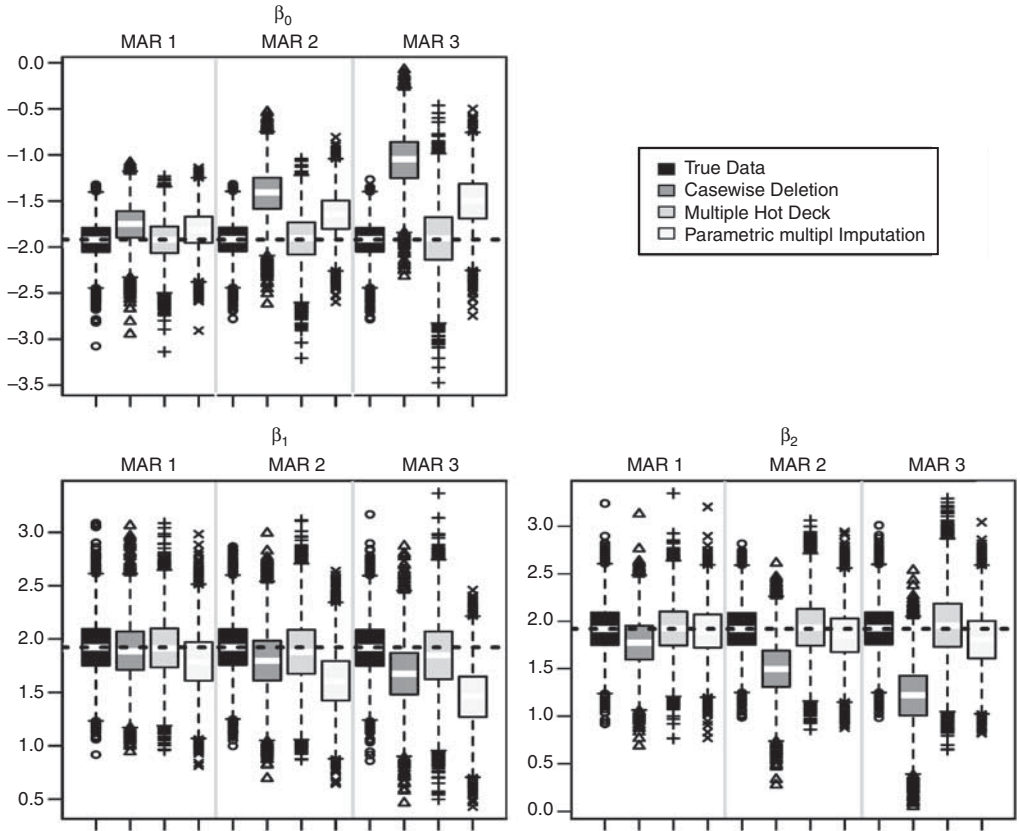 β0
MAR 1 MAR 2 MAR 3
0.0
–0.5
–1.0
–1.5
–2.0
–2.5
–3.0
–3.5
True Data
Casewise Deletion
Multiple Hot Deck
Parametric multipl Imputation
β1
MAR 1 MAR 2 MAR 3
3.0
2.5
2.0
1.5
1.0
0.5
β2
MAR 1 MAR 2 MAR 3
3.0
2.5
2.0
1.5
1.0
0.5
0.0